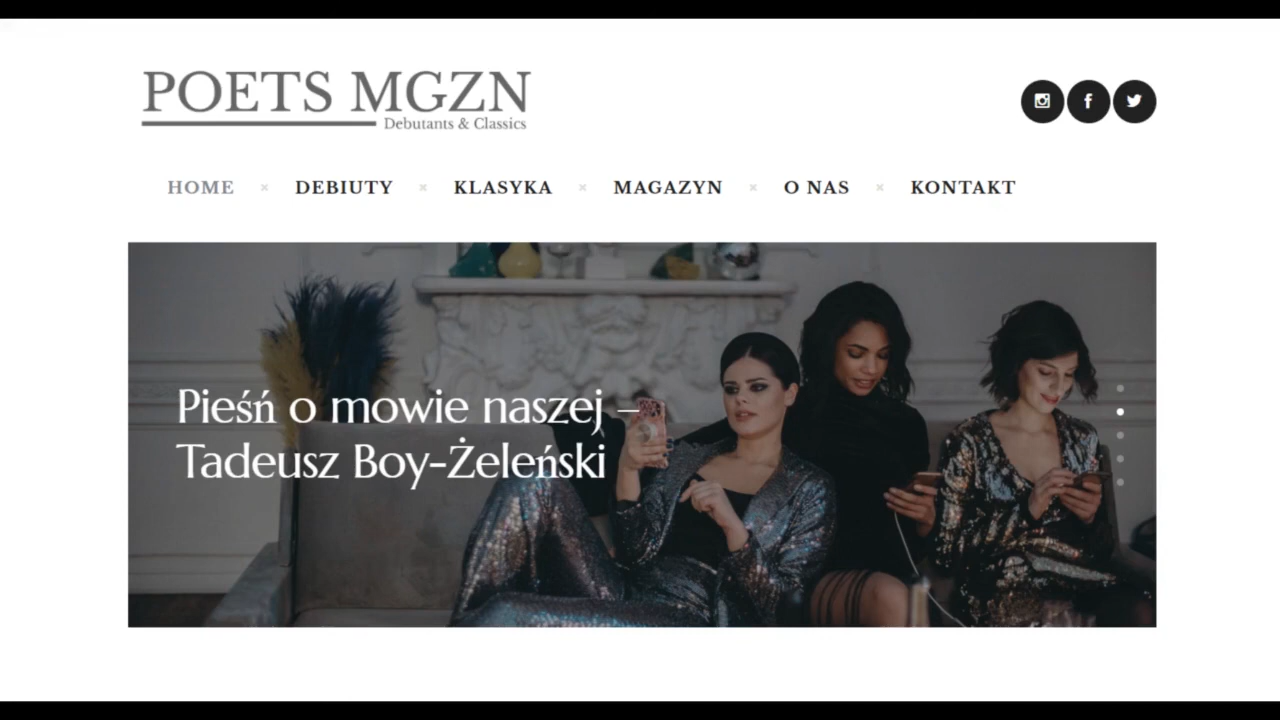 POETS MGZN
Debutants & Classics
HOME × DEBIUTY × KLASYKA × MAGAZYN × O NAS × KONTAKT
Pieśń o mowie naszej –
Tadeusz Boy-Żeleński